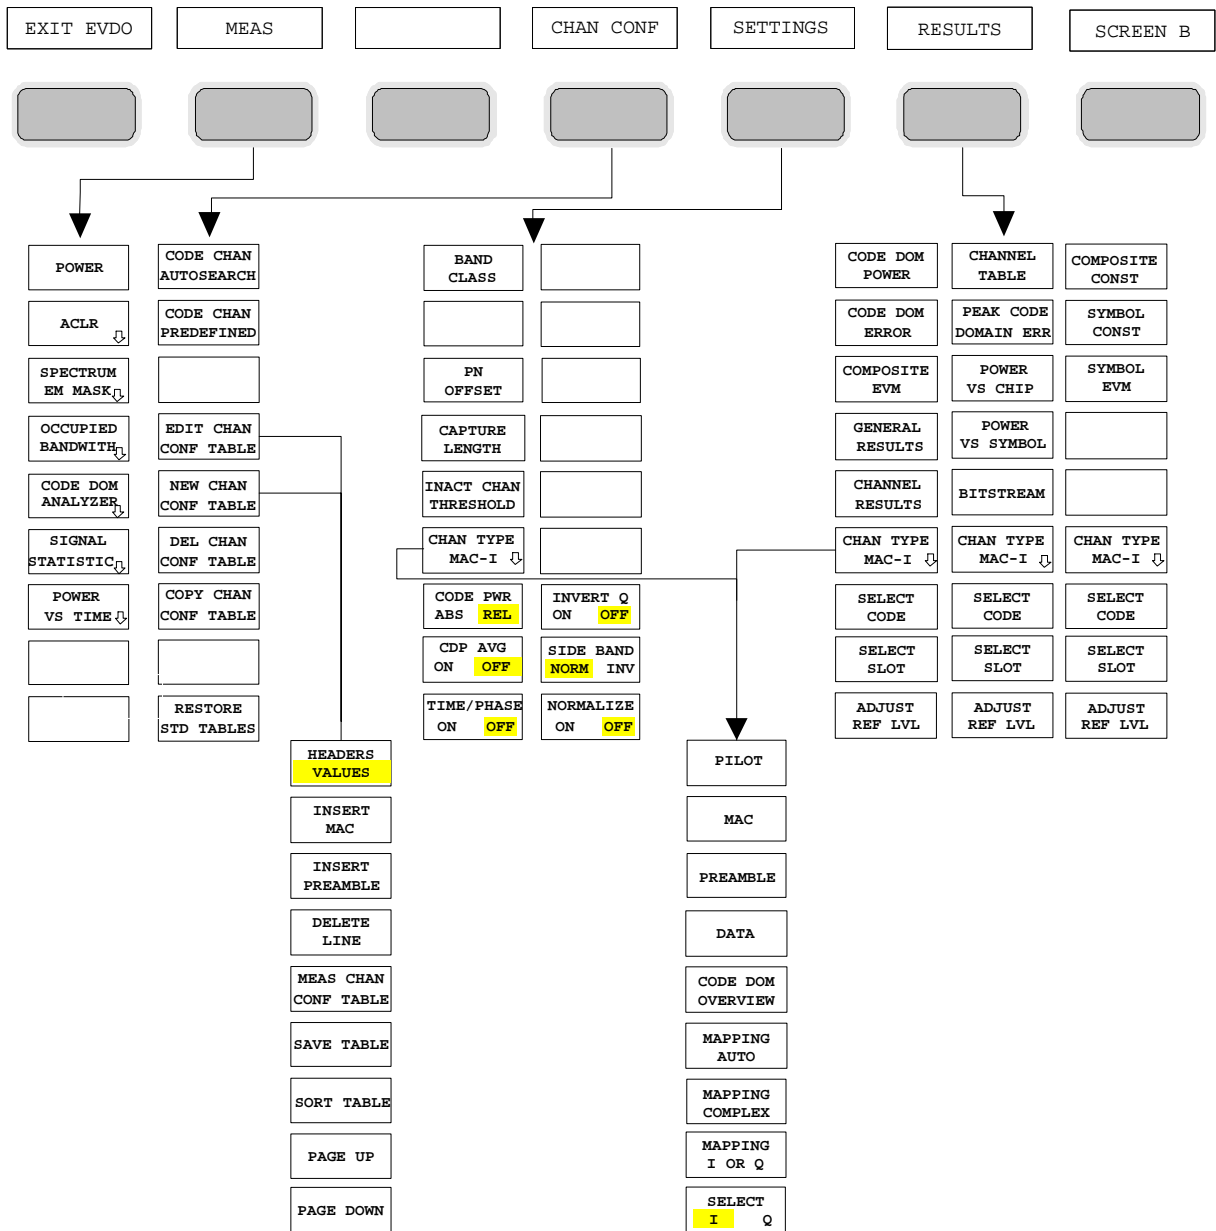 EXIT EVDO
MEAS
CHAN CONF
SETTINGS
RESULTS
SCREEN B
POWER
ACLR
SPECTRUM
EM MASK
OCCUPIED
BANDWITH
CODE DOM
ANALYZER
SIGNAL
STATISTIC
POWER
VS TIME
CODE CHAN
AUTOSEARCH
CODE CHAN
PREDEFINED
EDIT CHAN
CONF TABLE
NEW CHAN
CONF TABLE
DEL CHAN
CONF TABLE
COPY CHAN
CONF TABLE
RESTORE
STD TABLES
HEADERS
VALUES
INSERT
MAC
INSERT
PREAMBLE
DELETE
LINE
MEAS CHAN
CONF TABLE
SAVE TABLE
SORT TABLE
PAGE UP
PAGE DOWN
BAND
CLASS
PN
OFFSET
CAPTURE
LENGTH
INACT CHAN
THRESHOLD
CHAN TYPE
MAC-I
CODE PWR
ABS REL
CDP AVG
ON OFF
TIME/PHASE
ON OFF
INVERT Q
ON OFF
SIDE BAND
NORM INV
NORMALIZE
ON OFF
PILOT
MAC
PREAMBLE
DATA
CODE DOM
OVERVIEW
MAPPING
AUTO
MAPPING
COMPLEX
MAPPING
I OR Q
SELECT
I Q
CODE DOM
POWER
CODE DOM
ERROR
COMPOSITE
EVM
GENERAL
RESULTS
CHANNEL
RESULTS
CHAN TYPE
MAC-I
SELECT
CODE
SELECT
SLOT
ADJUST
REF LVL
CHANNEL
TABLE
PEAK CODE
DOMAIN ERR
POWER
VS CHIP
POWER
VS SYMBOL
BITSTREAM
CHAN TYPE
MAC-I
SELECT
CODE
SELECT
SLOT
ADJUST
REF LVL
COMPOSITE
CONST
SYMBOL
CONST
SYMBOL
EVM
CHAN TYPE
MAC-I
SELECT
CODE
SELECT
SLOT
ADJUST
REF LVL